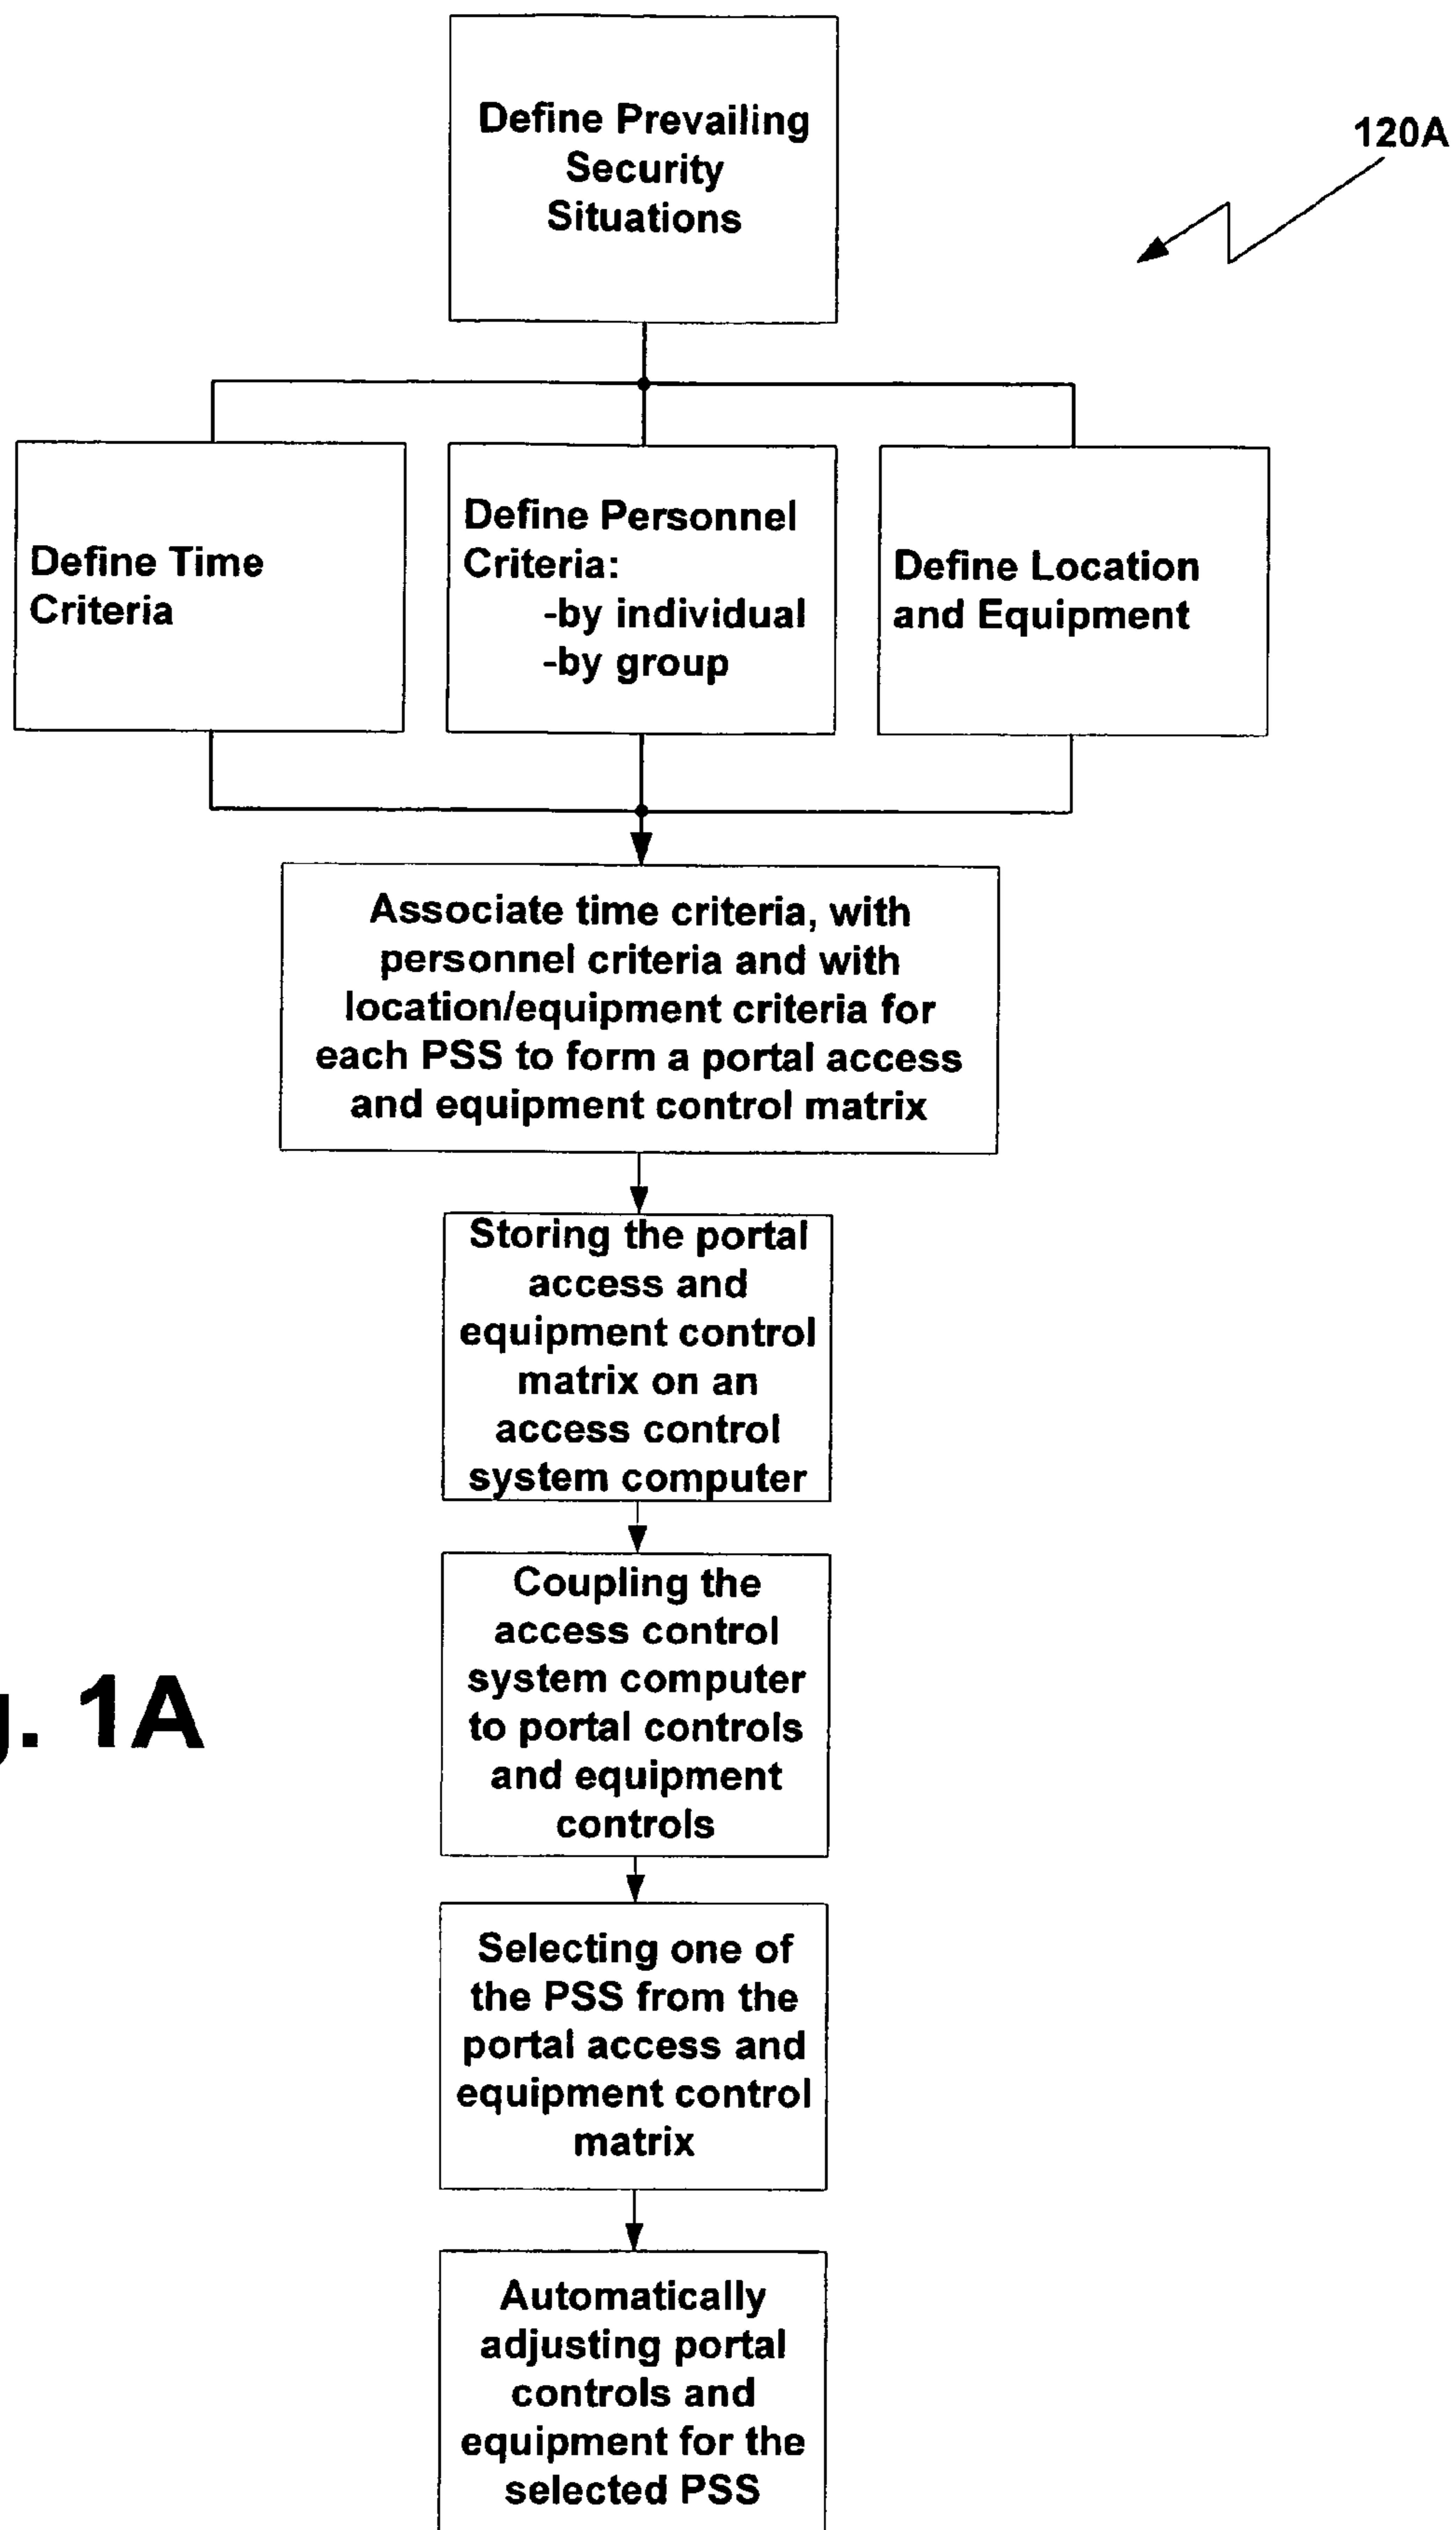 Define Prevailing
Security
Situations
120A
Define Time
Criteria
Define Personnel
Criteria:
-by individual
-by group
Define Location
and Equipment
Associate time criteria, with
personnel criteria and with
location/equipment criteria for
each PSS to form a portal access
and equipment control matrix
Storing the portal
access and
equipment control
matrix on an
access control
system computer
Coupling the
access control
system computer
to portal controls
and equipment
controls
g. 1A
Selecting one of
the PSS from the
portal access and
equipment control
matrix
Automatically
adjusting portal
controls and
equipment for the
selected PSS